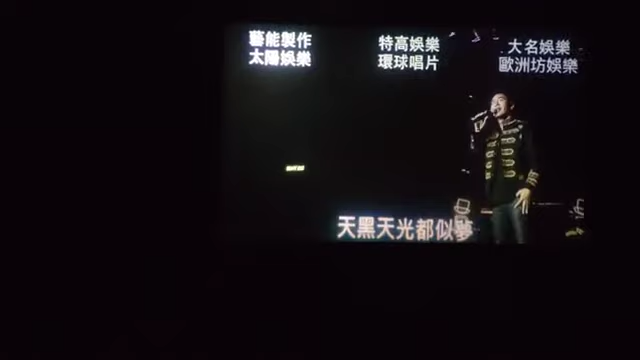 藝能製作
太陽娛樂
特高娛樂
環球唱片
大名娛樂
歐洲坊娛樂
天黑天光都似夢